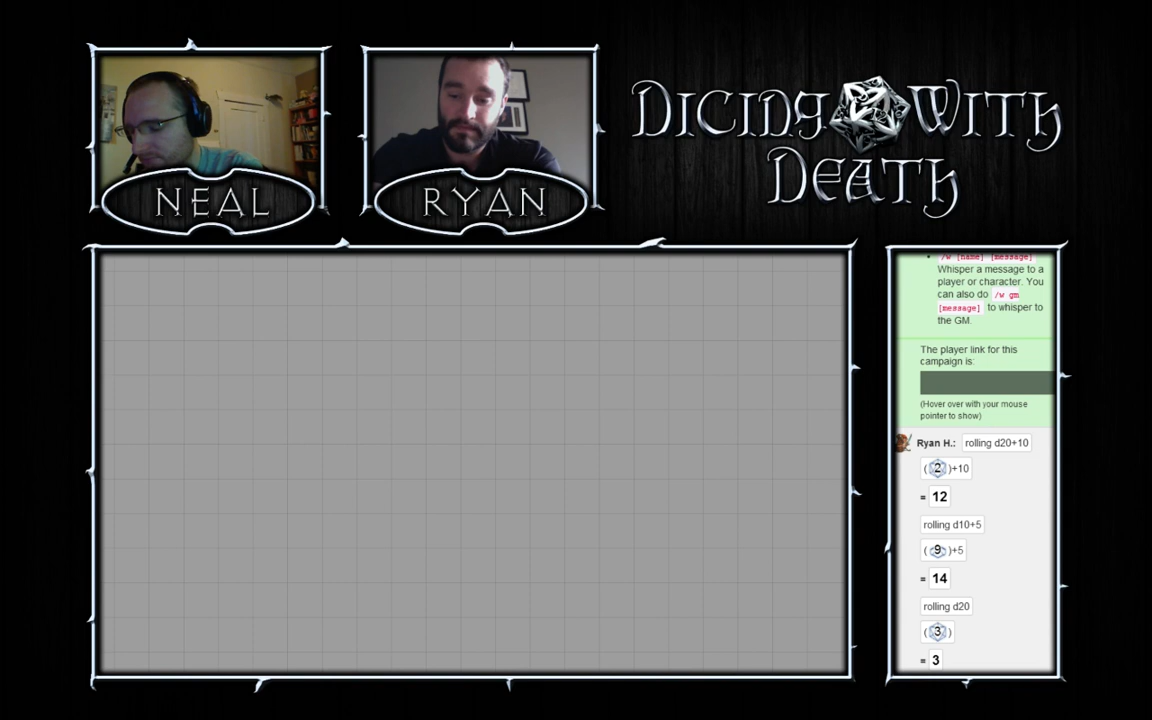 NEAL
RYAN
DICING WITH
DEATH
/w [name] [message]
Whisper a message to a
player or character. You
can also do /w gm
[message] to whisper to
the GM.
The player link for this
campaign is:
(Hover over with your mouse
pointer to show)
Ryan H.: rolling d20+10
(2)+10
= 12
rolling d10+5
(9)+5
= 14
rolling d20
(3)
= 3